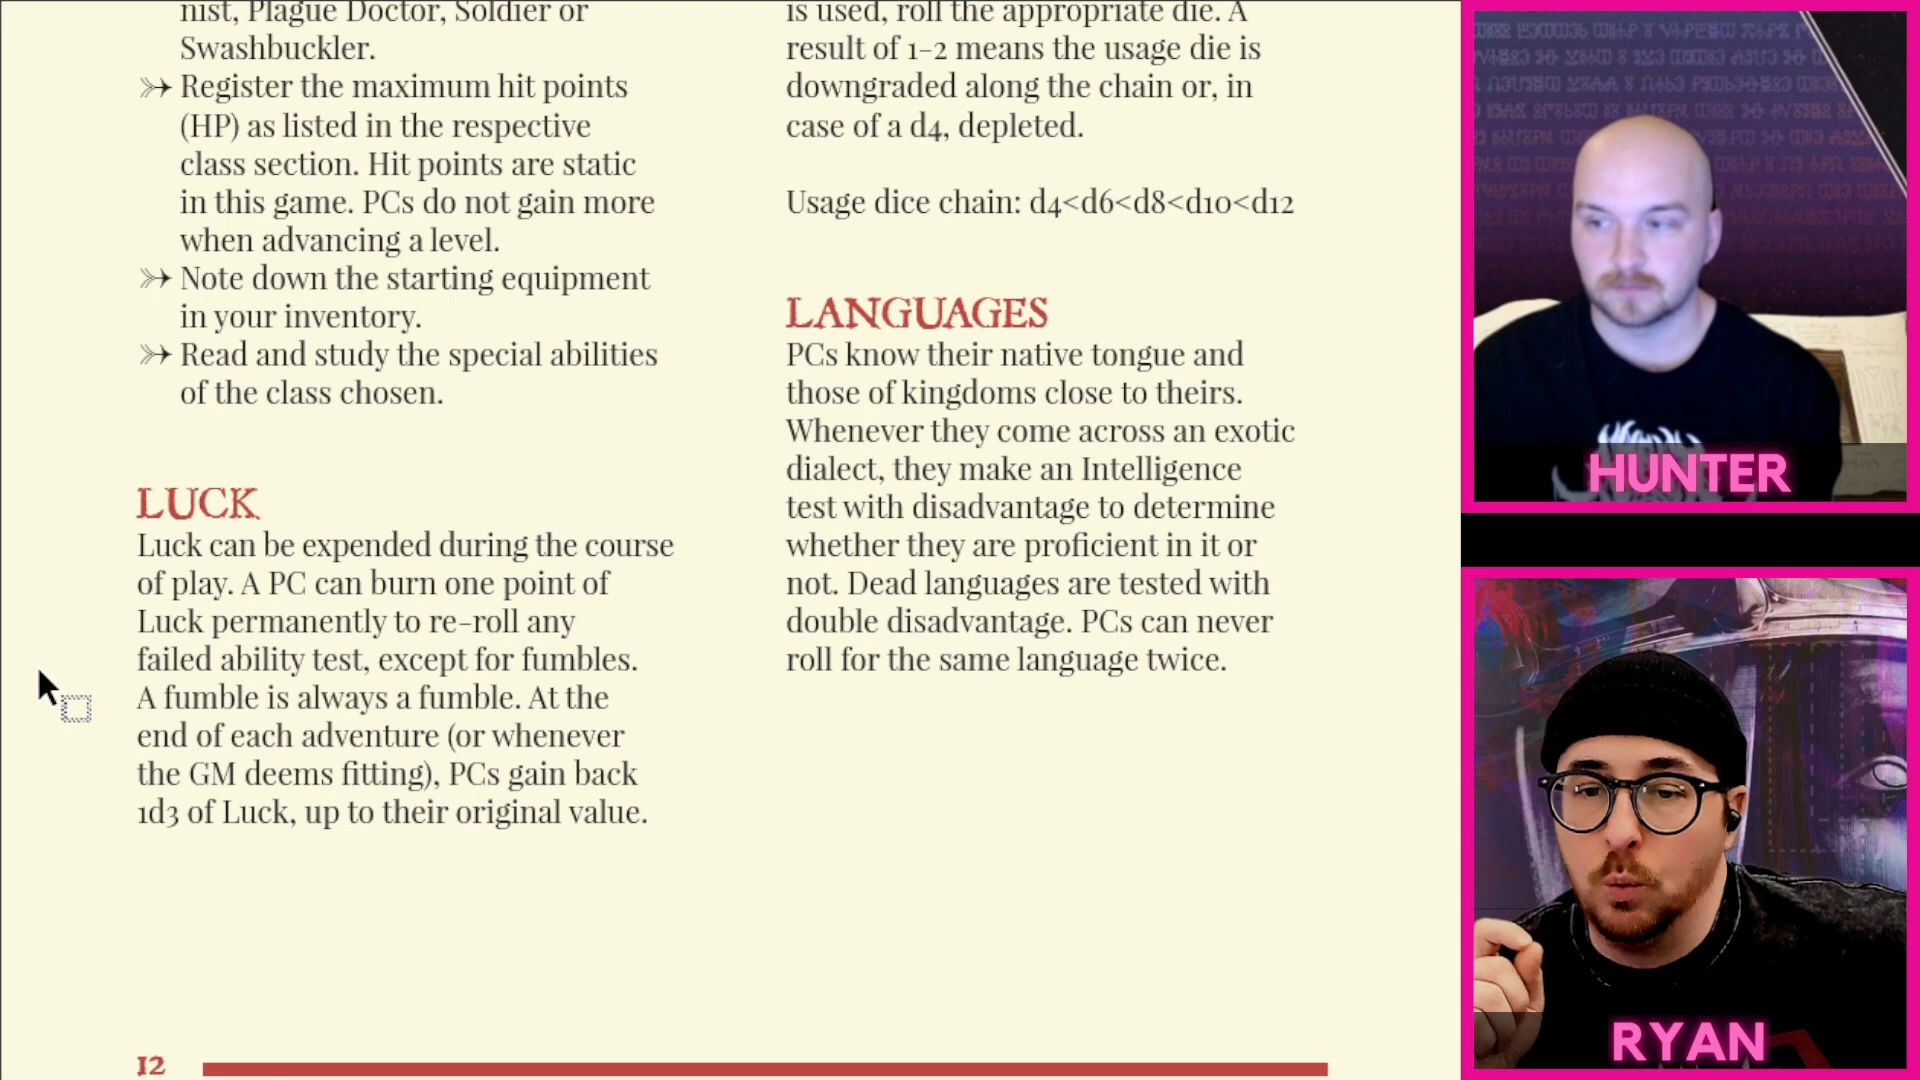 nist, Plague Doctor, Soldier or
Swashbuckler.
Register the maximum hit points
(HP) as listed in the respective
class section. Hit points are static
in this game. PCs do not gain more
when advancing a level.
Note down the starting equipment
in your inventory.
Read and study the special abilities
of the class chosen.
LUCK
Luck can be expended during the course
of play. A PC can burn one point of
Luck permanently to re-roll any
failed ability test, except for fumbles.
A fumble is always a fumble. At the
end of each adventure (or whenever
the GM deems fitting), PCs gain back
1d3 of Luck, up to their original value.
12
is used, roll the appropriate die. A
result of 1-2 means the usage die is
downgraded along the chain or, in
case of a d4, depleted.
Usage dice chain: d4<d6<d8<d10<d12
LANGUAGES
PCs know their native tongue and
those of kingdoms close to theirs.
Whenever they come across an exotic
dialect, they make an Intelligence
test with disadvantage to determine
whether they are proficient in it or
not. Dead languages are tested with
double disadvantage. PCs can never
roll for the same language twice.
HUNTER
RYAN